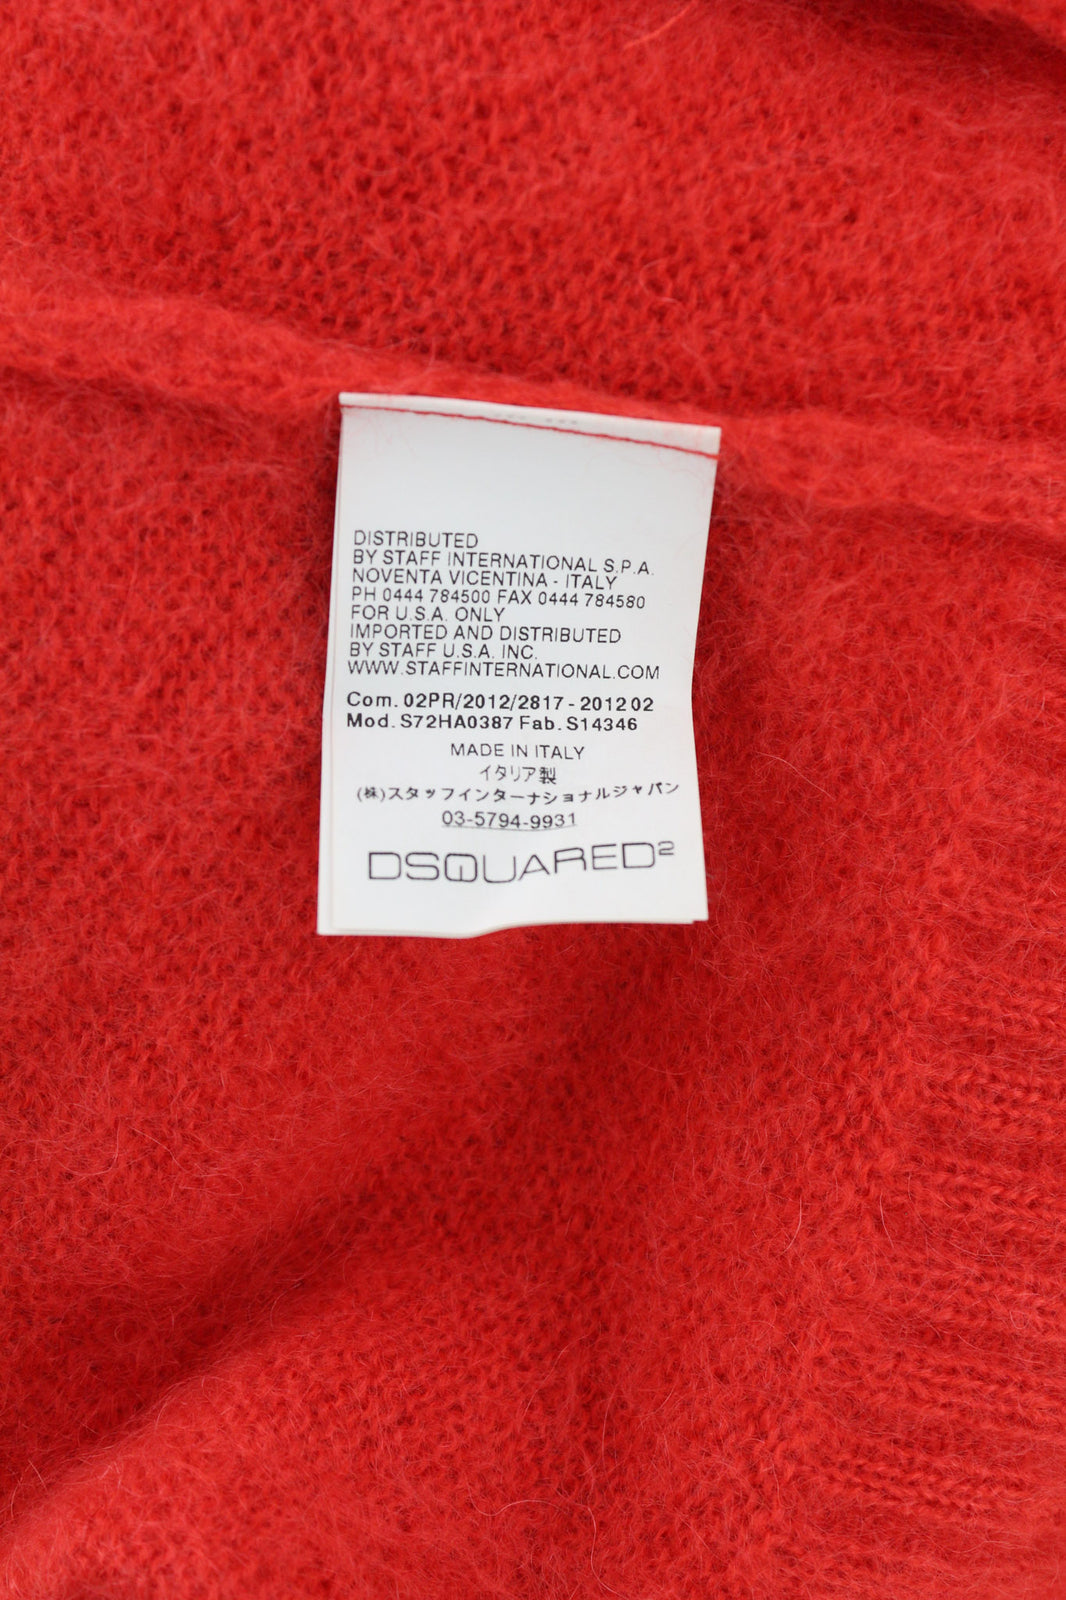 DISTRIBUTED
BY STAFF INTERNATIONAL S.P.A.
NOVENTA VICENTINA - ITALY
PH 0444 784500 FAX 0444 784580
FOR U.S.A. ONLY
IMPORTED AND DISTRIBUTED
BY STAFF U.S.A. INC.
WWW.STAFFINTERNATIONAL.COM
Com. 02PR/2012/2817 - 2012 02
Mod. S72HA0387 Fab. S14346
MADE IN ITALY
イタリア製
(株)スタッフインターナショナルジャパン
03-5794-9931
DSQUARED²